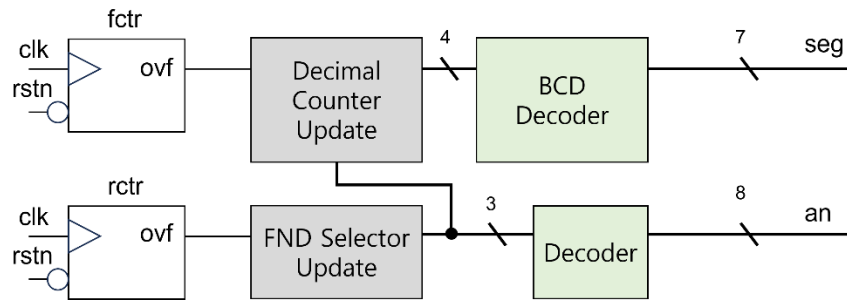 fctr
clk
rstn
ovf
Decimal
Counter
Update
4
BCD
Decoder
7
seg
rctr
clk
rstn
ovf
FND Selector
Update
3
Decoder
8
an